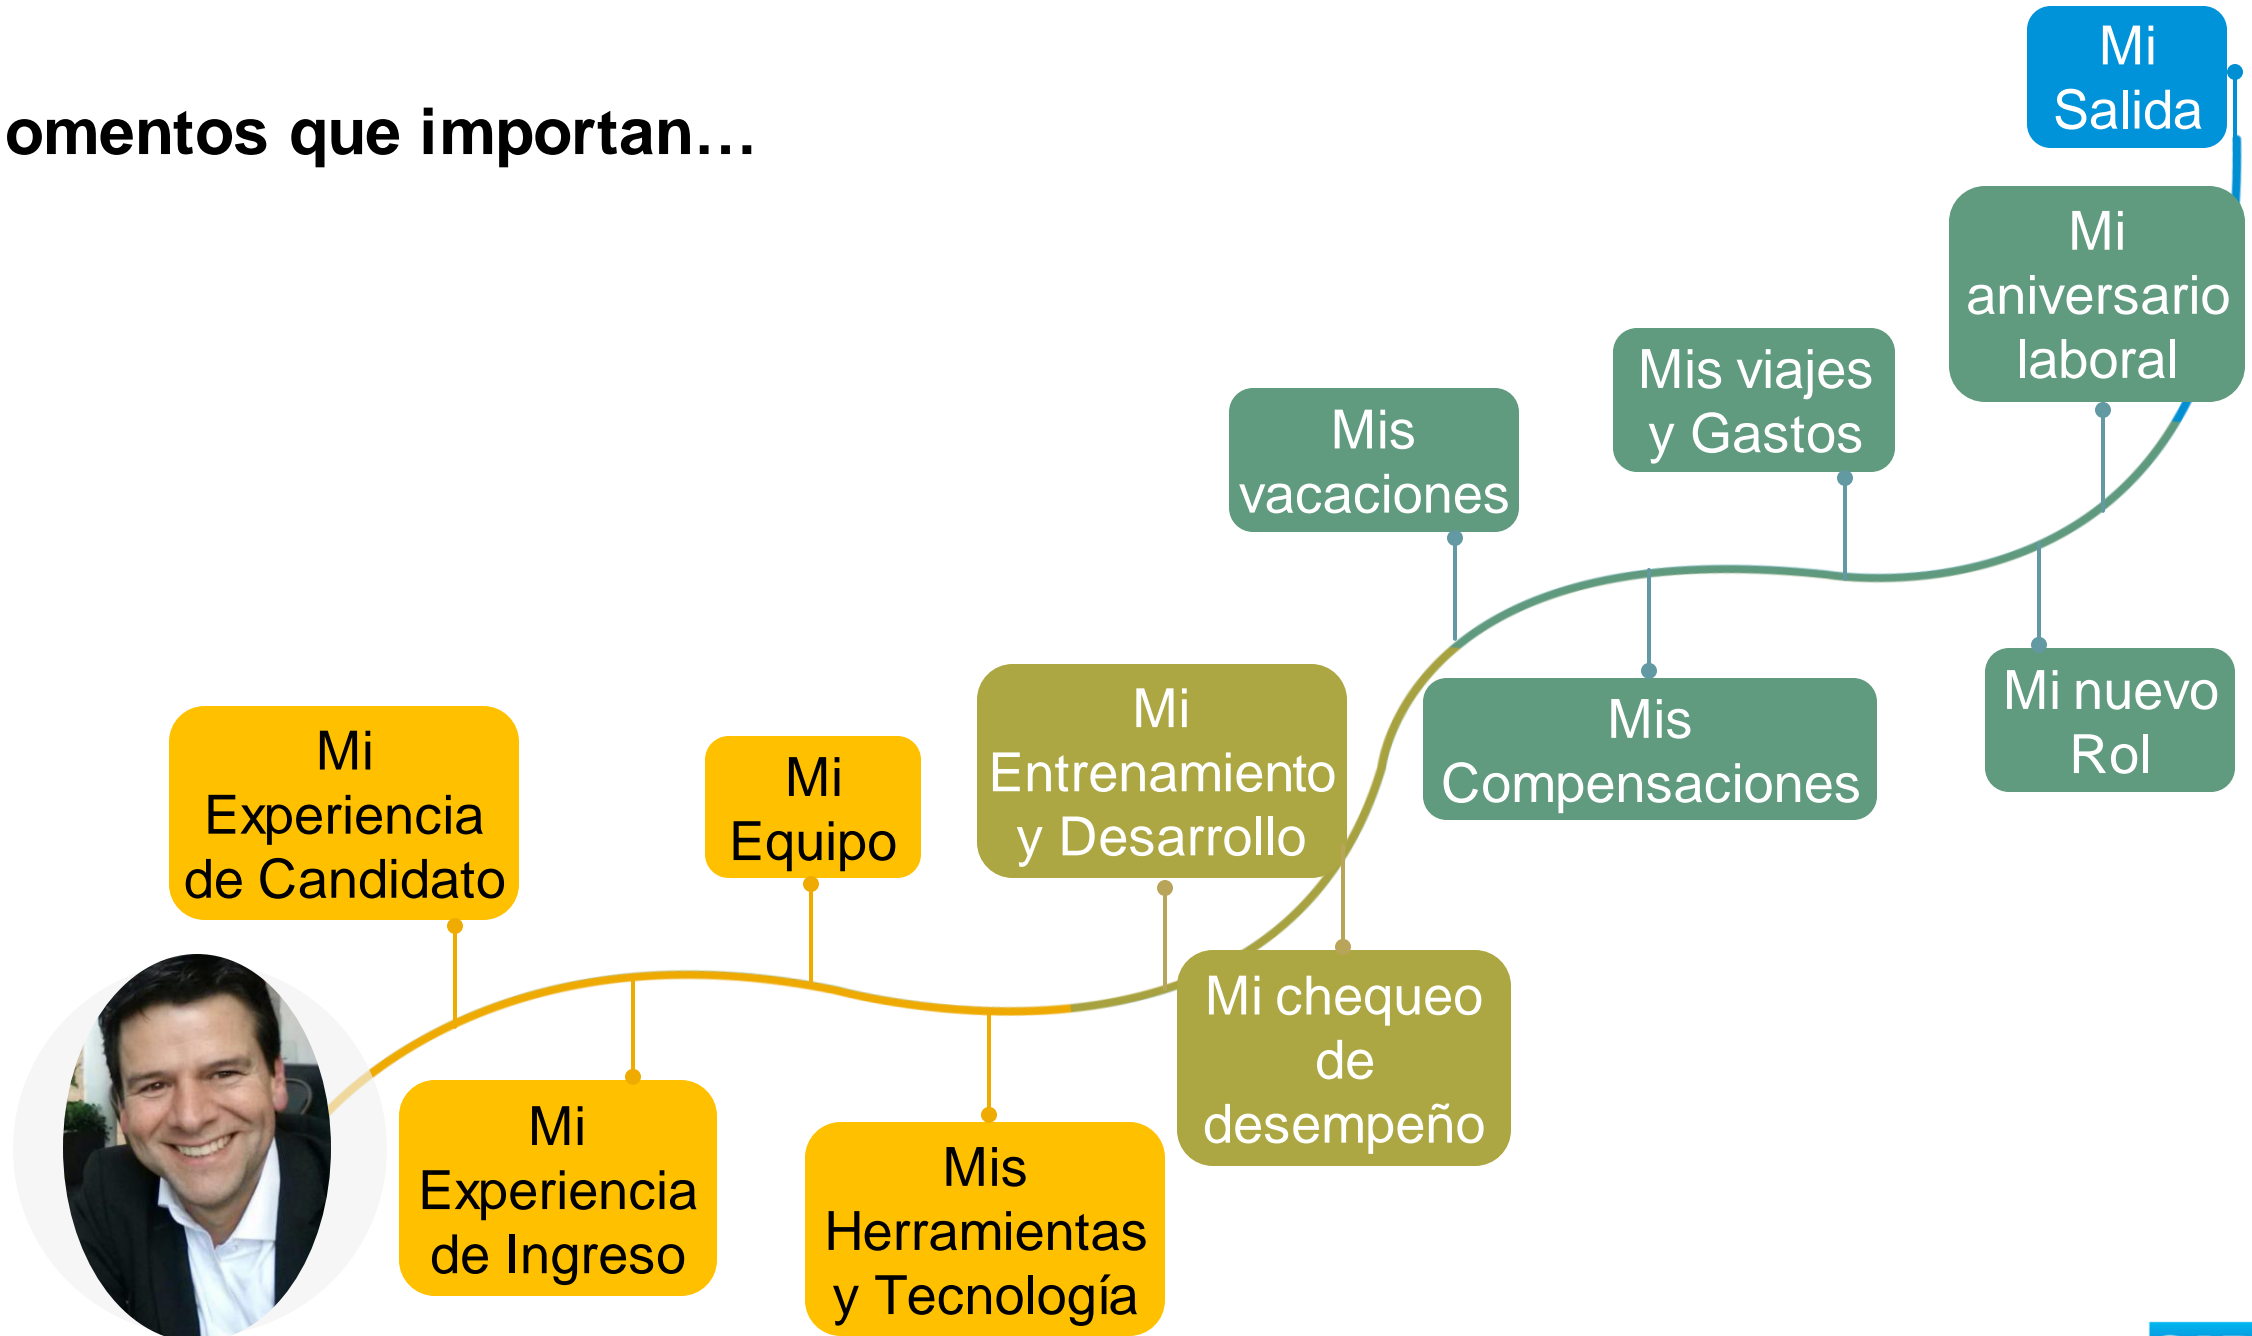 omentos que importan…
Mi
Experiencia
de Candidato
Mi
Experiencia
de Ingreso
Mi
Equipo
Mis
Herramientas
y Tecnología
Mi
Entrenamiento
y Desarrollo
Mi chequeo
de
desempeño
Mis
vacaciones
Mis
Compensaciones
Mis viajes
y Gastos
Mi nuevo
Rol
Mi
aniversario
laboral
Mi
Salida